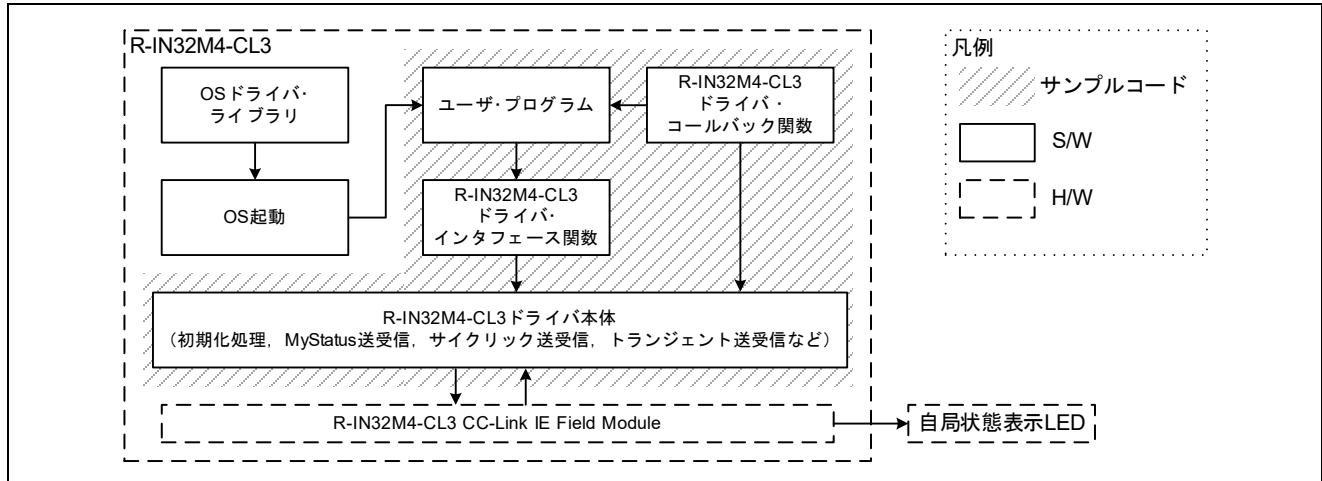 R-IN32M4-CL3
OSドライバ･
ライブラリ
OS起動
ユーザ･プログラム
R-IN32M4-CL3
ドライバ・
コールバック関数
R-IN32M4-CL3
ドライバ･
インタフェース関数
R-IN32M4-CL3ドライバ本体
（初期化処理，MyStatus送受信，サイクリック送受信，トランジェント送受信など）
R-IN32M4-CL3 CC-Link IE Field Module
自局状態表示LED
凡例
サンプルコード
S/W
H/W